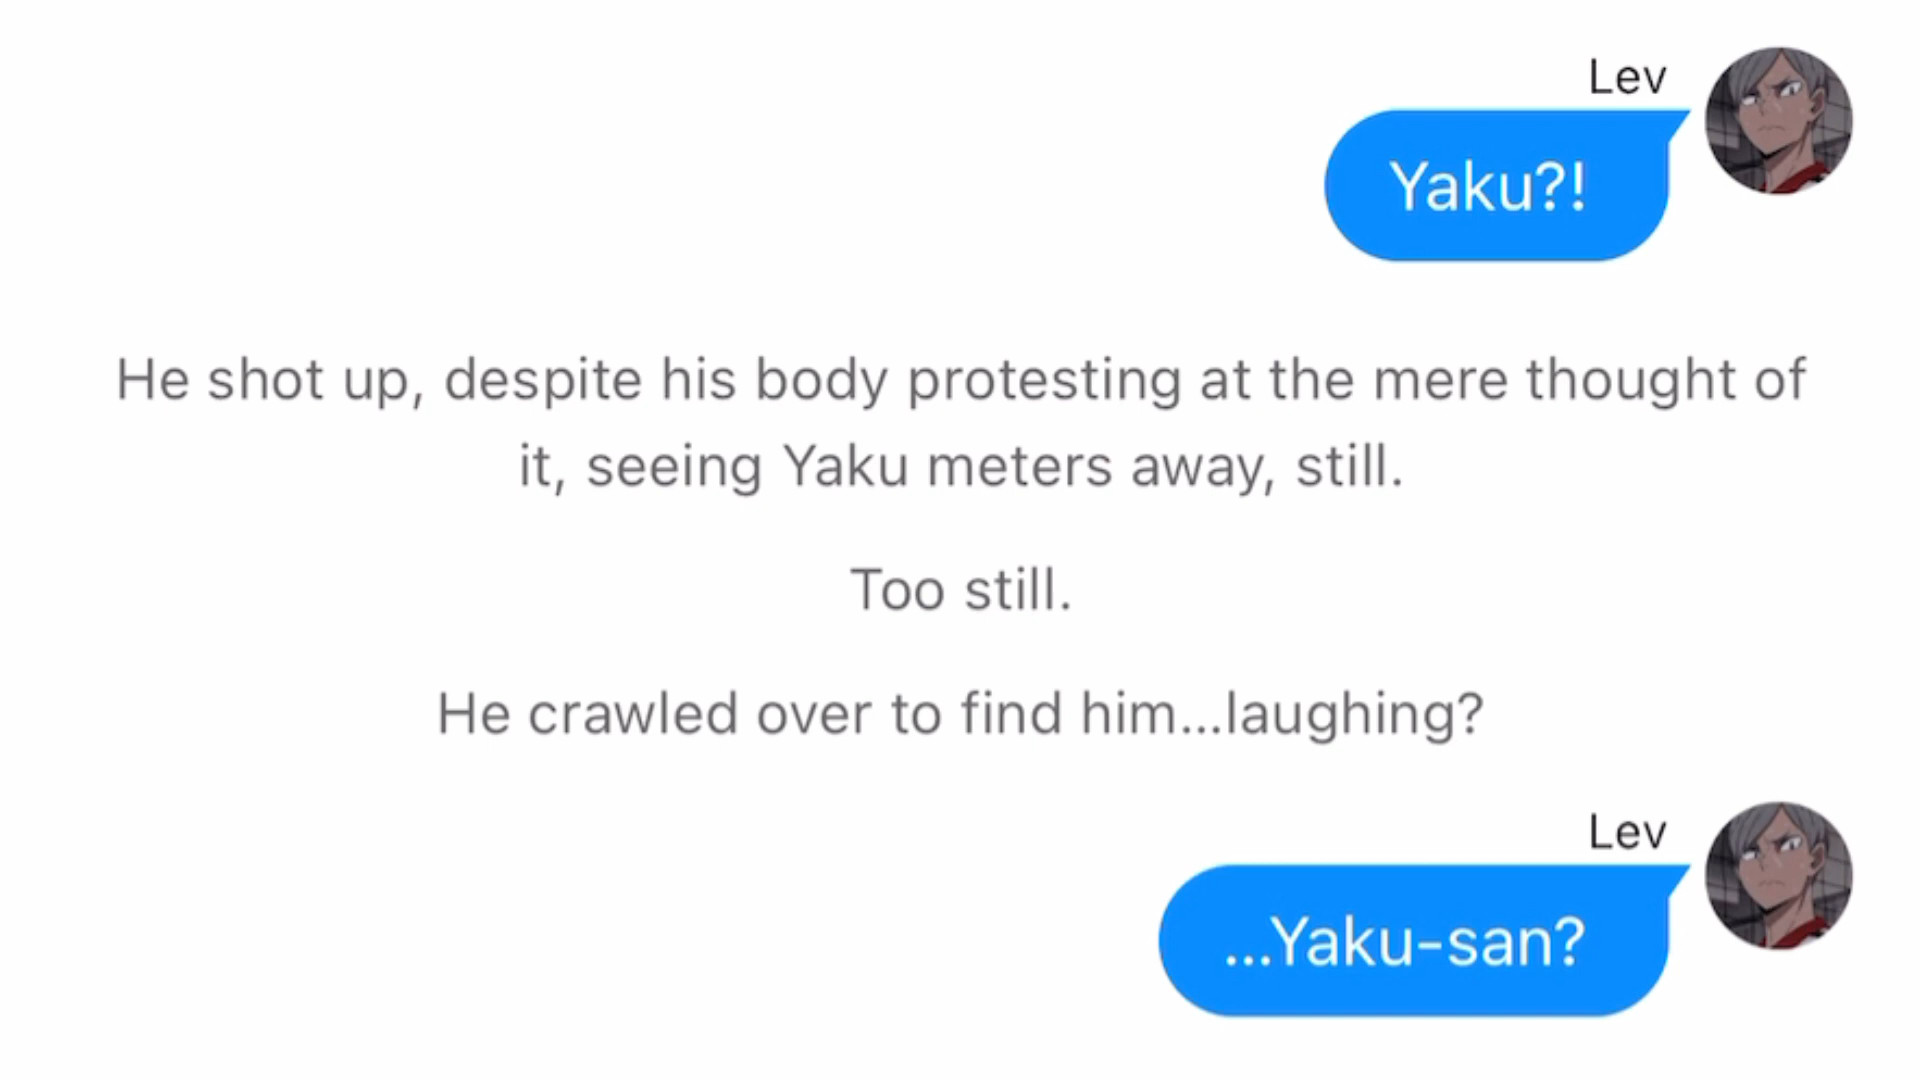 Lev
Yaku?!
He shot up, despite his body protesting at the mere thought of
it, seeing Yaku meters away, still.
Too still.
He crawled over to find him...laughing?
Lev
...Yaku-san?